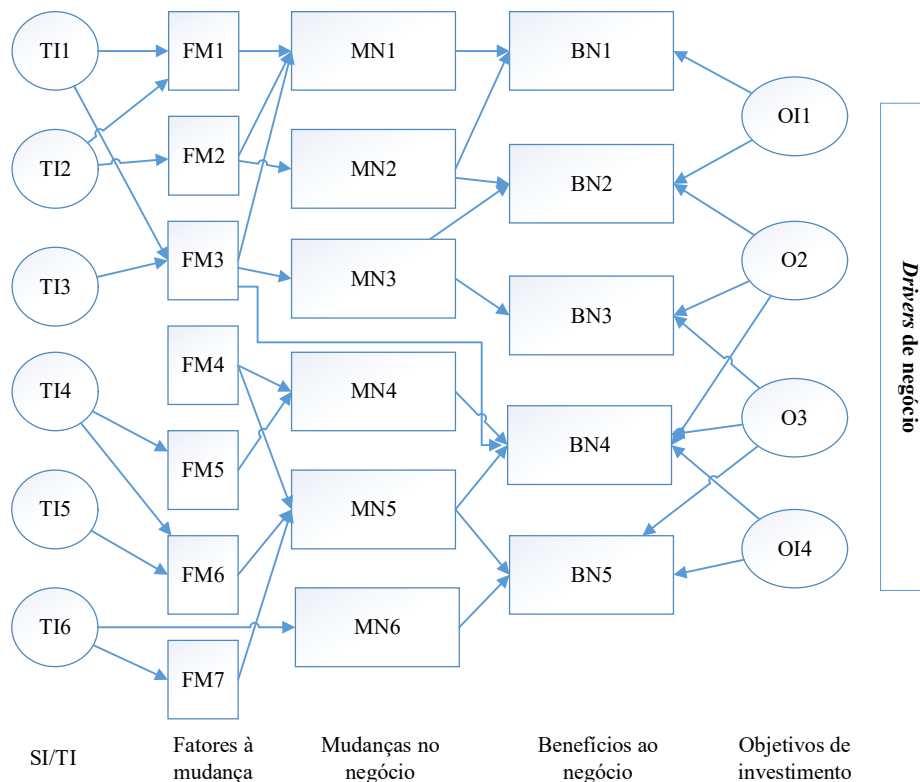 TI1
FM1
MN1
BN1
OI1
TI2
FM2
MN2
BN2
TI3
FM3
MN3
BN3
O2
FM4
TI4
MN4
O3
FM5
BN4
TI5
MN5
OI4
FM6
BN5
TI6
MN6
FM7
Drivers de
negócio
SI/TI
Fatores à
mudança
Mudanças no
negócio
Benefícios ao
negócio
Objetivos de
investimento